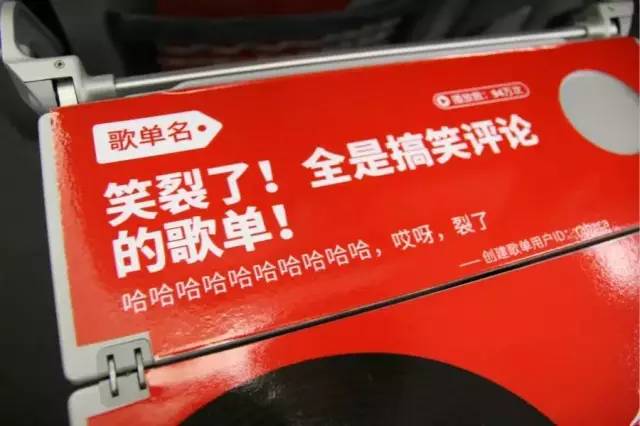 歌单名
播放数：94万次
笑裂了！全是搞笑评论
的歌单！
哈哈哈哈哈哈哈哈哈哈，哎呀，裂了
——创建歌单用户ID：